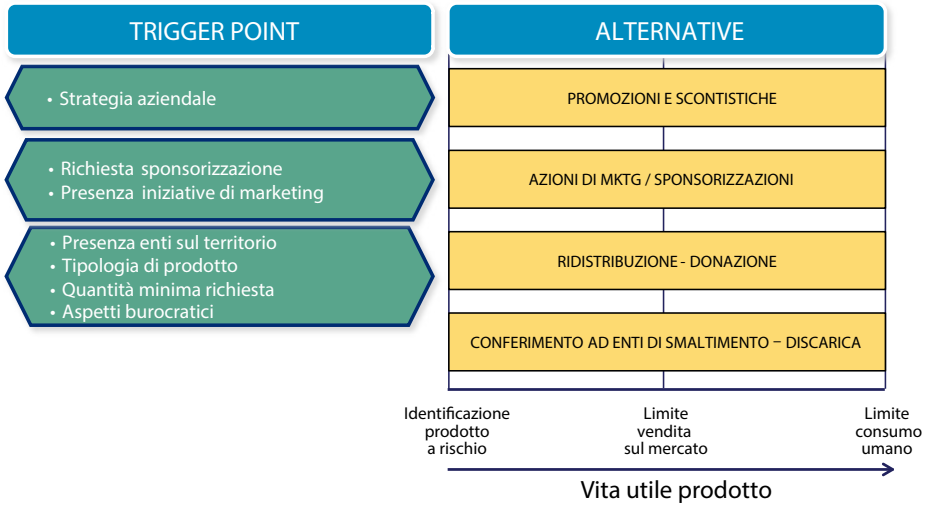 TRIGGER POINT
ALTERNATIVE
• Strategia aziendale
PROMOZIONI E SCONTISTICHE
• Richiesta sponsorizzazione
• Presenza iniziative di marketing
AZIONI DI MKTG / SPONSORIZZAZIONI
• Presenza enti sul territorio
• Tipologia di prodotto
• Quantità minima richiesta
• Aspetti burocratici
RIDISTRIBUZIONE - DONAZIONE
CONFERIMENTO AD ENTI DI SMALTIMENTO – DISCARICA
Identificazione
prodotto
a rischio
Limite
vendita
sul mercato
Limite
consumo
umano
Vita utile prodotto